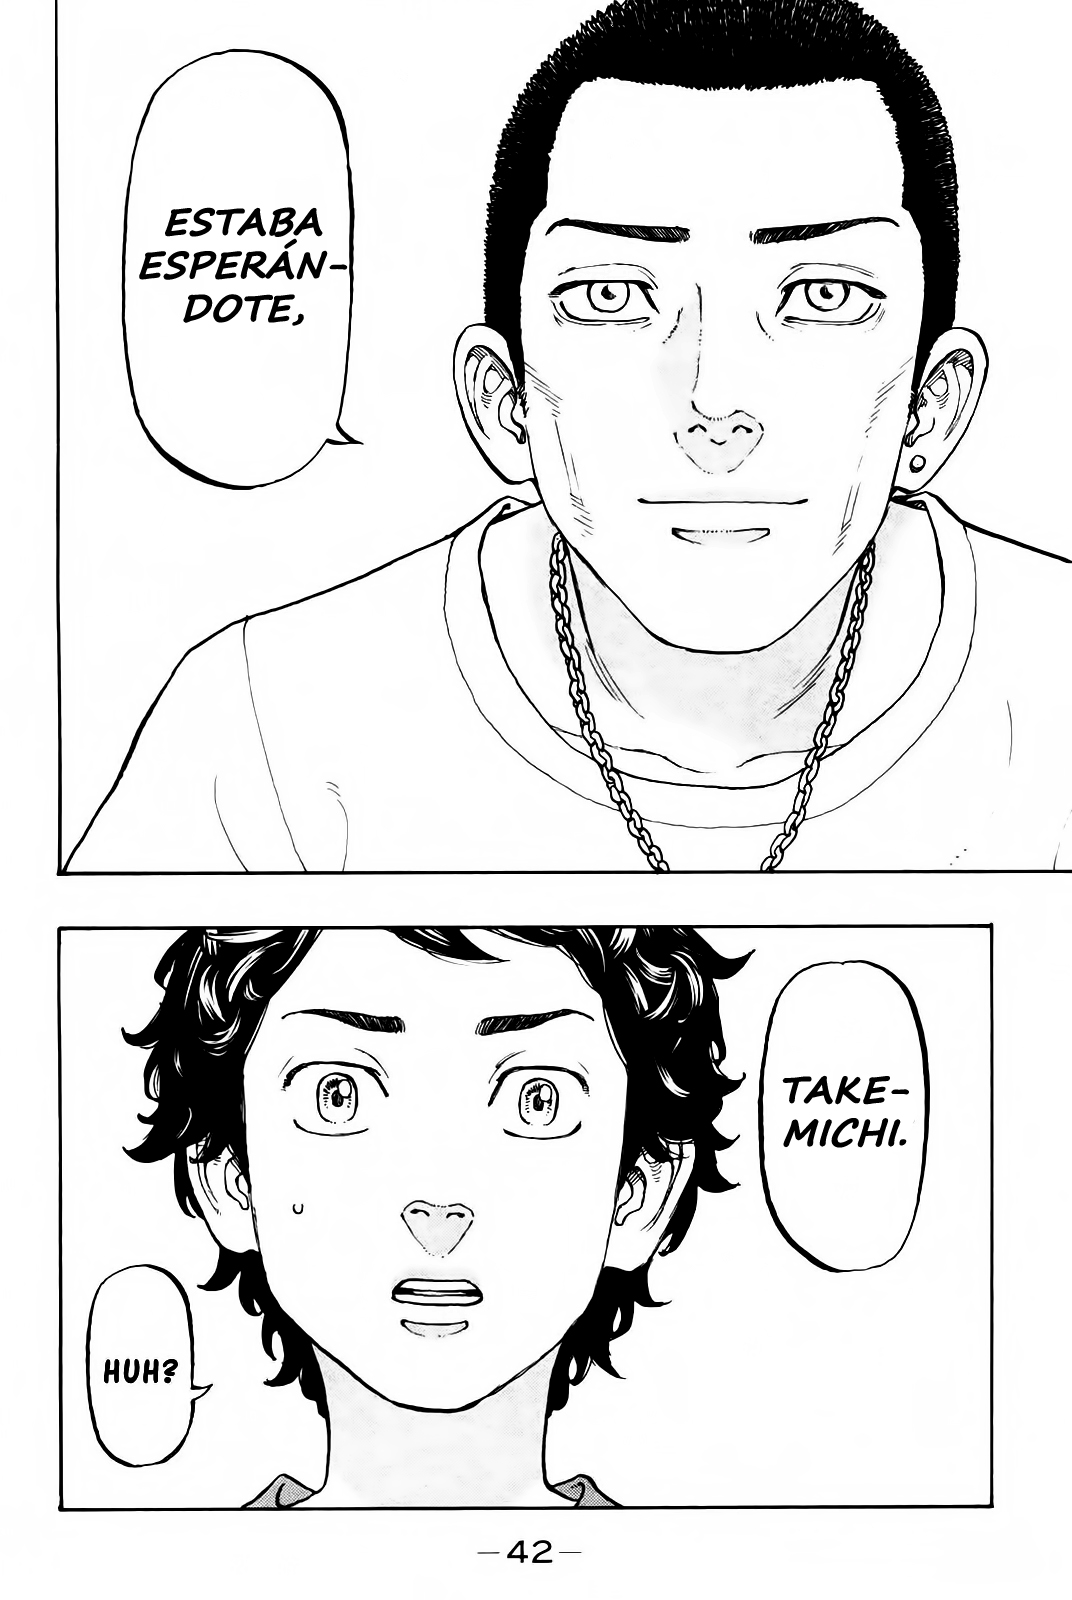 ESTABA
ESPERÁN-
DOTE,
TAKE-
MICHI.
HUH?
—42—